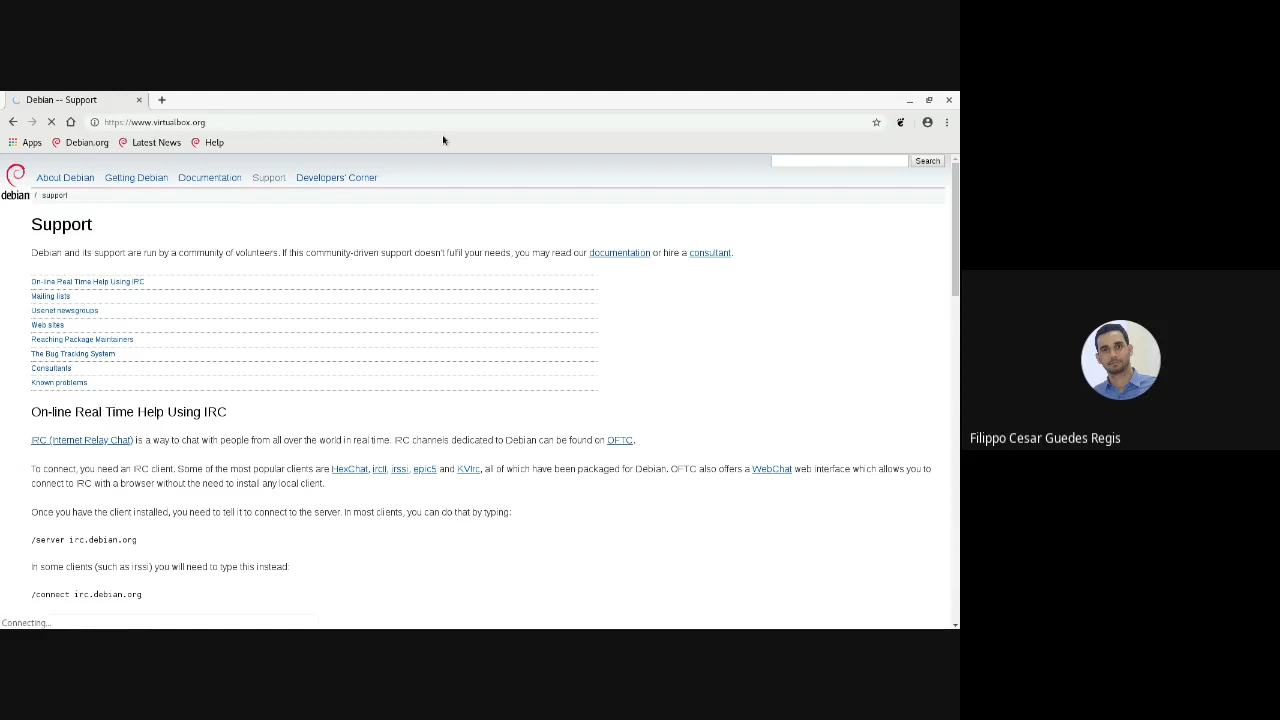 Debian -- Support
https://www.virtualbox.org
Apps Debian.org Latest News Help
Search
About Debian Getting Debian Documentation Support Developers' Corner
debian / support
Support
Debian and its support are run by a community of volunteers. If this community-driven support doesn't fulfil your needs, you may read our documentation or hire a consultant.
On-line Real Time Help Using IRC
Mailing lists
Usenet newsgroups
Web sites
Reaching Package Maintainers
The Bug Tracking System
Consultants
Known problems
On-line Real Time Help Using IRC
IRC (Internet Relay Chat) is a way to chat with people from all over the world in real time. IRC channels dedicated to Debian can be found on OFTC.
To connect, you need an IRC client. Some of the most popular clients are HexChat, ircII, irssi, epic5 and KVIrc, all of which have been packaged for Debian. OFTC also offers a WebChat web interface which allows you to
connect to IRC with a browser without the need to install any local client.
Once you have the client installed, you need to tell it to connect to the server. In most clients, you can do that by typing:
/server irc.debian.org
In some clients (such as irssi) you will need to type this instead:
/connect irc.debian.org
Connecting...
Filippo Cesar Guedes Regis